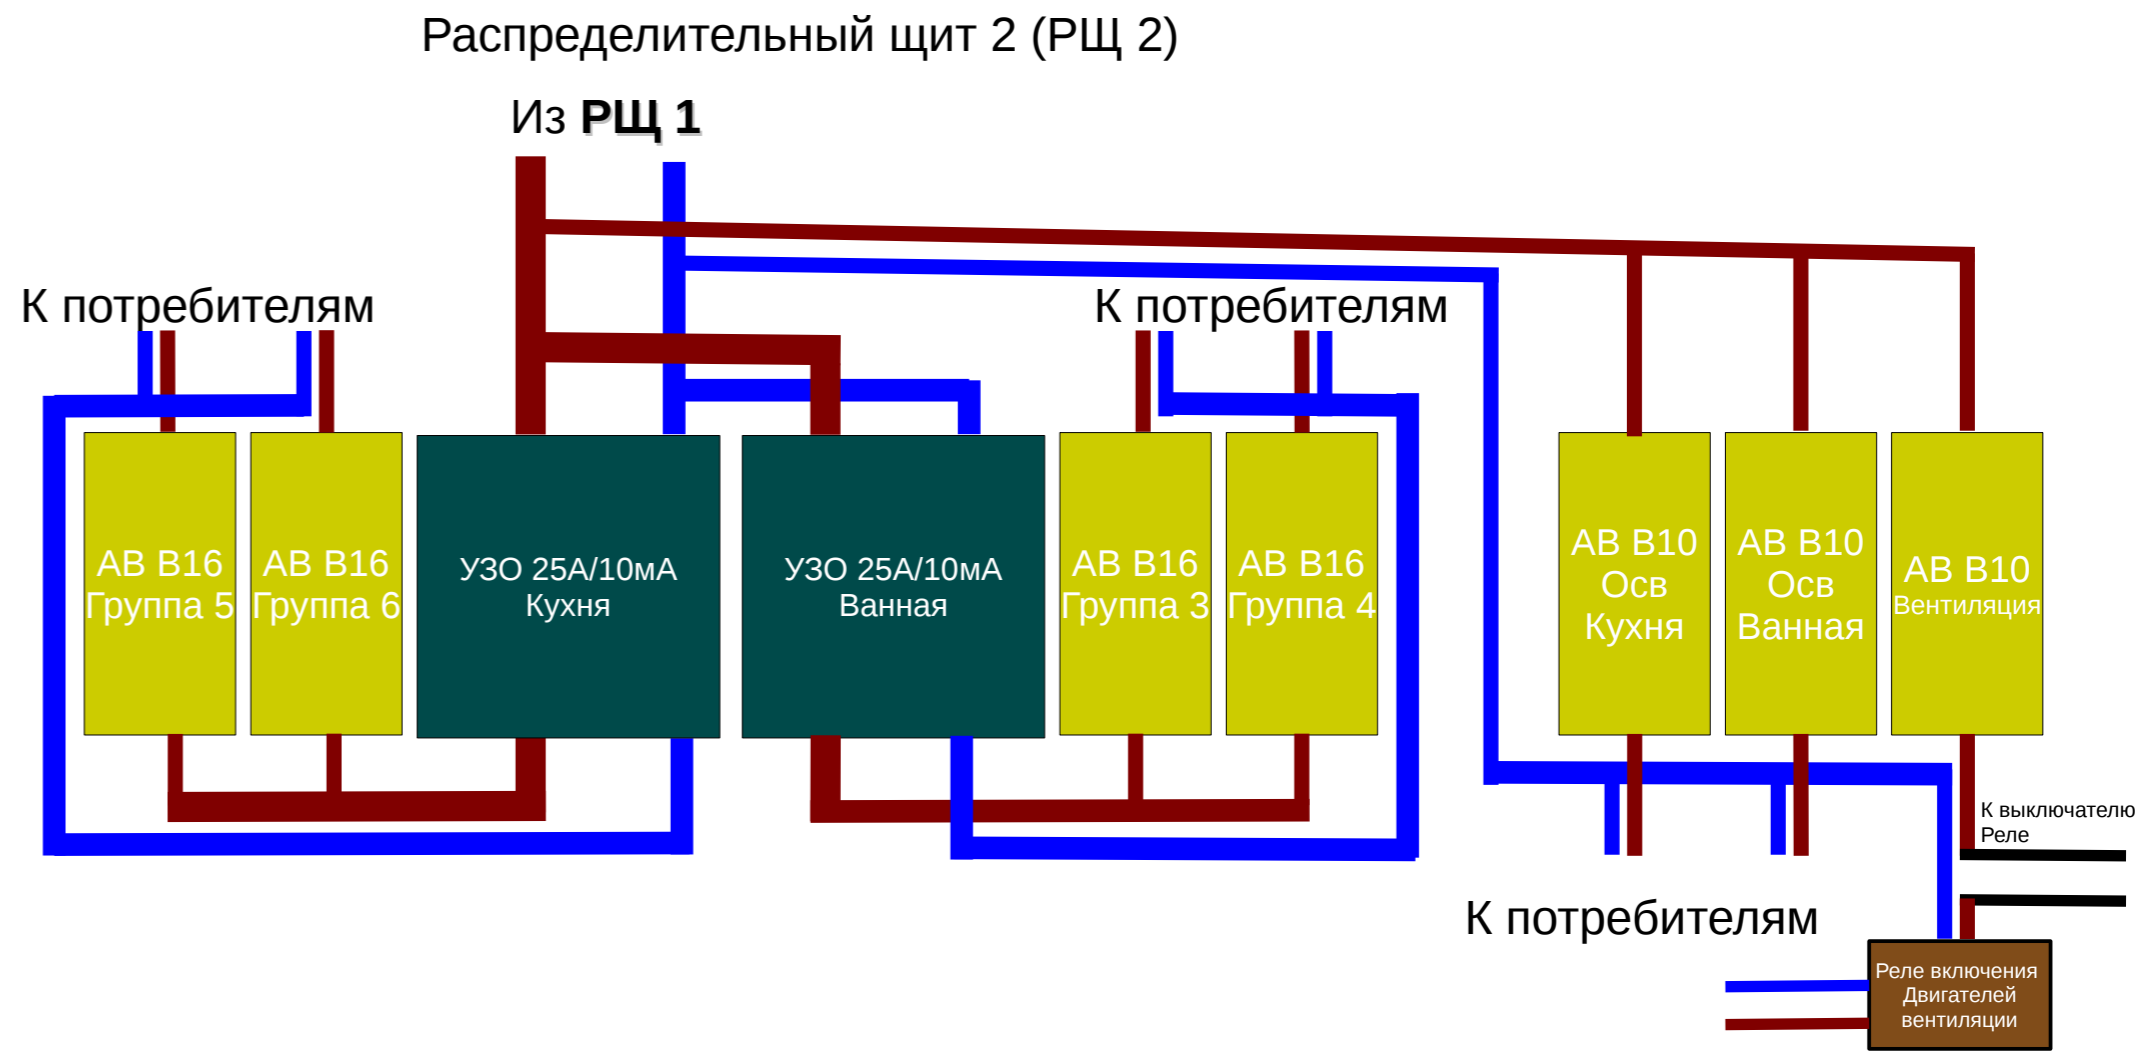 Распределительный щит 2 (РЩ 2)
Из РЩ 1
К потребителям
К потребителям
АВ В16
Группа 5
АВ В16
Группа 6
УЗО 25А/10мА
Кухня
УЗО 25А/10мА
Ванная
АВ В16
Группа 3
АВ В16
Группа 4
АВ В10
Осв
Кухня
АВ В10
Осв
Ванная
АВ В10
Вентиляция
К выключателю
Реле
К потребителям
Реле включения
Двигателей
вентиляции